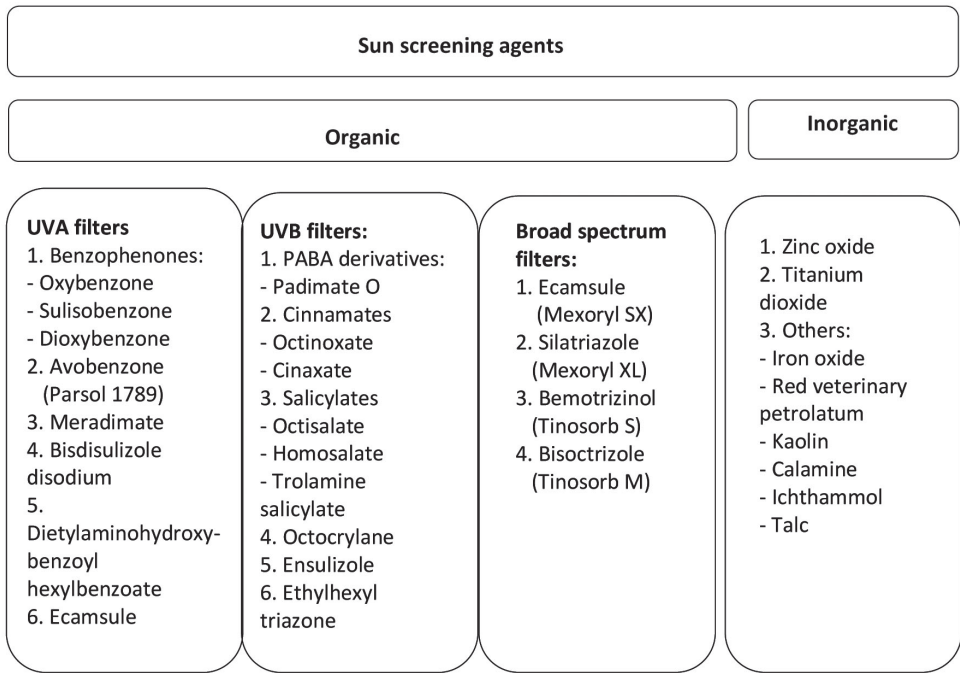 Sun screening agents
Organic
Inorganic
UVA filters
1. Benzophenones:
- Oxybenzone
- Sulisobenzone
- Dioxybenzone
2. Avobenzone
(Parsol 1789)
3. Meradimate
4. Bisdisulizole
disodium
5.
Dietylaminohydroxy-
benzoyl
hexylbenzoate
6. Ecamsule
UVB filters:
1. PABA derivatives:
- Padimate O
2. Cinnamates
- Octinoxate
- Cinaxate
3. Salicylates
- Octisalate
- Homosalate
- Trolamine
salicylate
4. Octocrylane
5. Ensulizole
6. Ethylhexyl
triazone
Broad spectrum
filters:
1. Ecamsule
(Mexoryl SX)
2. Silatriazole
(Mexoryl XL)
3. Bemotrizinol
(Tinosorb S)
4. Bisoctrizole
(Tinosorb M)
1. Zinc oxide
2. Titanium
dioxide
3. Others:
- Iron oxide
- Red veterinary
petrolatum
- Kaolin
- Calamine
- Ichthammol
- Talc